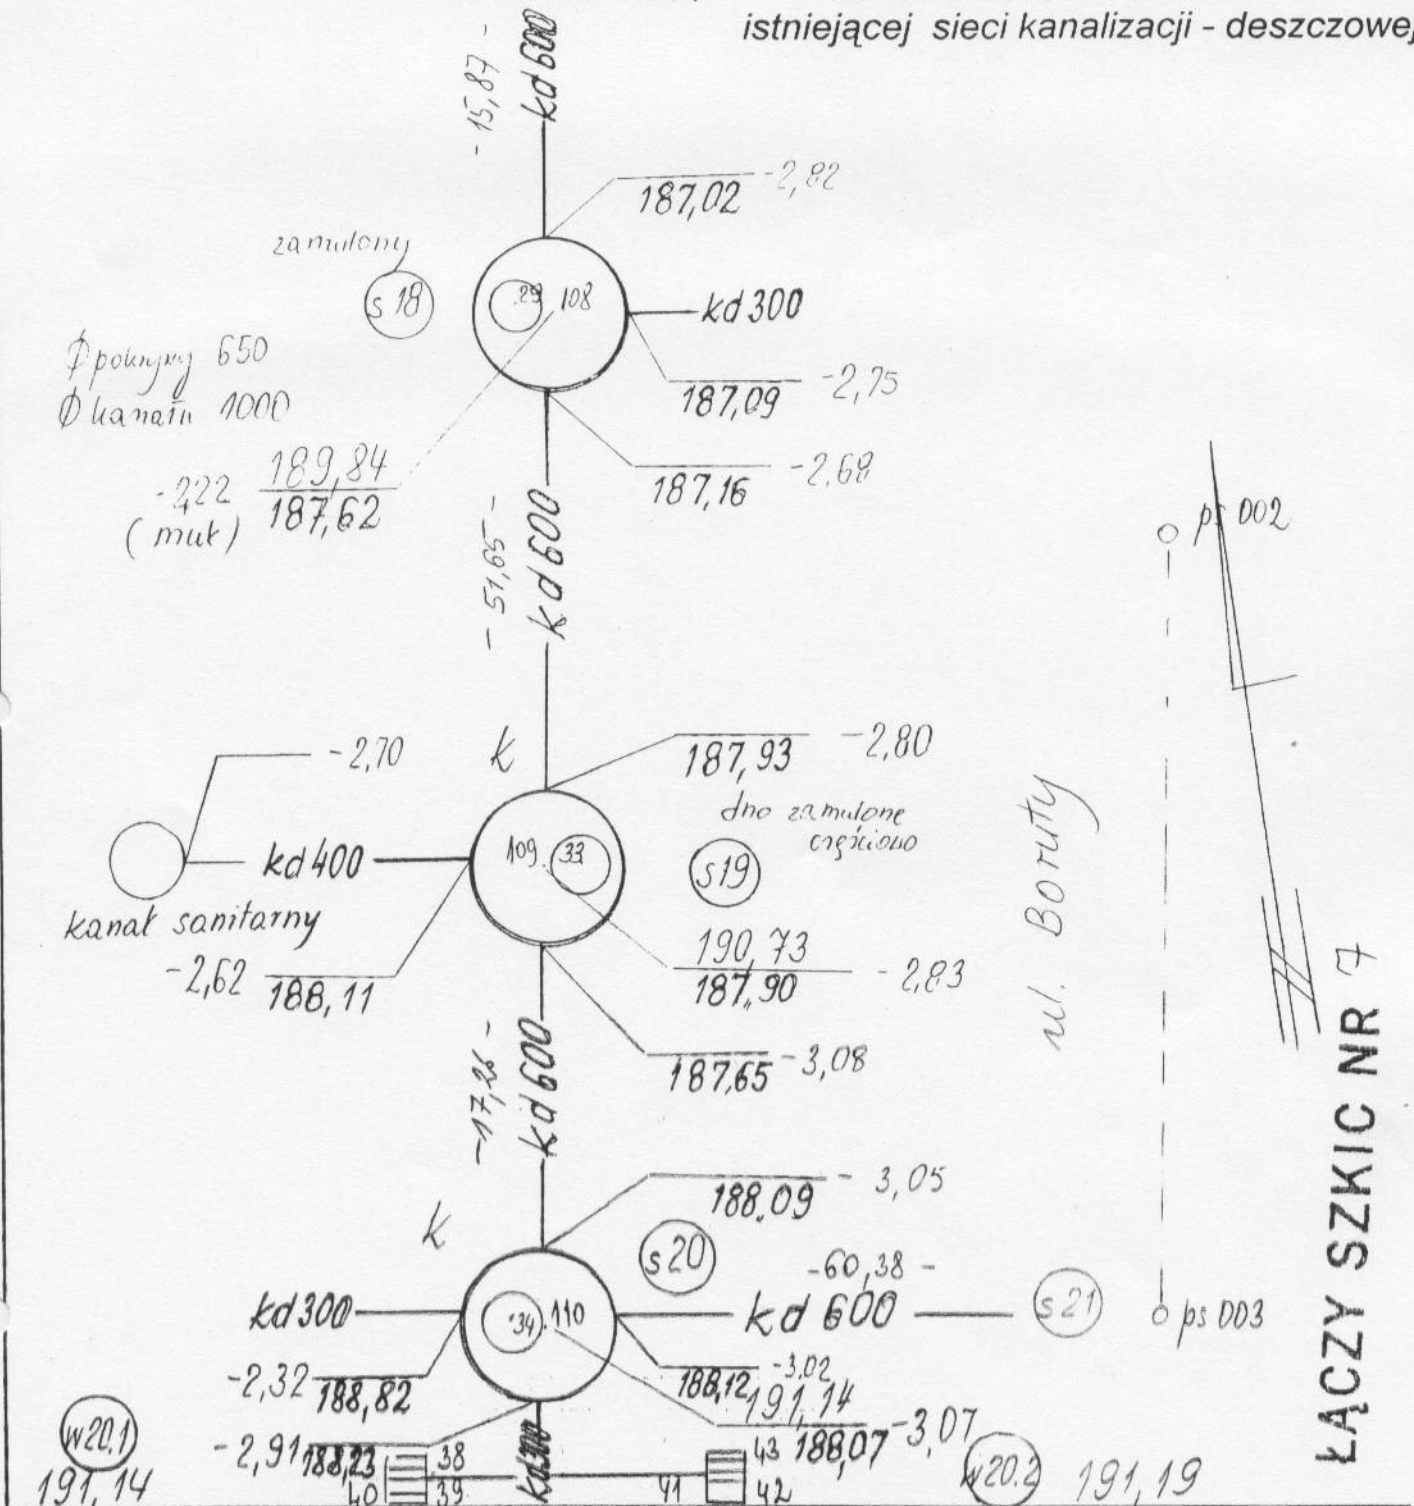 istniejącej sieci kanalizacji - deszczowej
- 15,87 -
kd 600
187,02 -2,82
zamulony
s 18
29 108
kd 300
Φ pokrywy 650
Φ kanału 1000
187,09 -2,75
-2,22 189,84
187,62
(muł)
187,16 -2,68
- 51,65 -
kd 600
ps 002
-2,70
k
187,93 -2,80
dno zamulone
częściowo
kd 400
109 33
s 19
kanał sanitarny
-2,62 188,11
190,73
187,90 -2,83
ul. Boruty
187,65 -3,08
- 17,26 -
kd 600
188,09 - 3,05
k
s 20
- 60,38 -
kd 300
34 110
kd 600
s 21
ps 003
-2,32 188,82
188,12 -3,02
191,14
188,07 -3,07
-2,91 188,23
kd 300
w 20.1
191,14
38
39
40
41
42
43
w 20.2 191,19
ŁĄCZY SZKIC NR 7